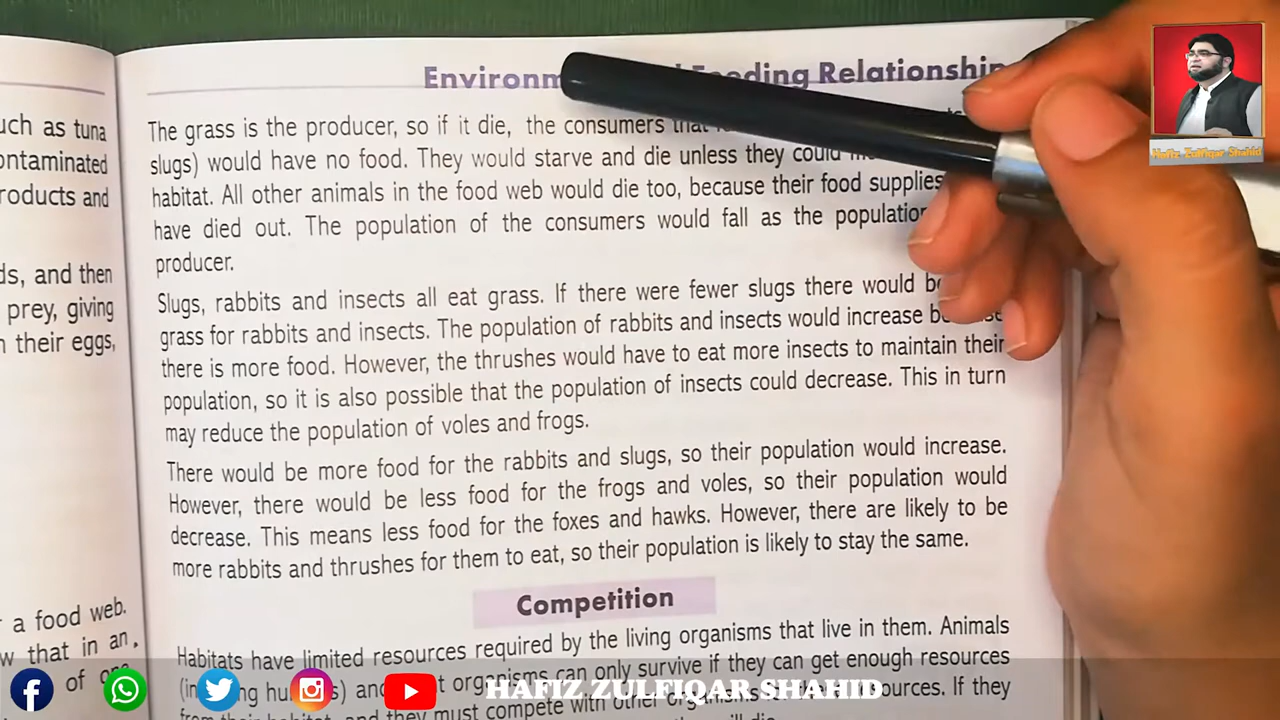 uch as tuna
ontaminated
roducts and
ds, and then
prey, giving
n their eggs,
a food web.
w that in an
of
Environm Feeding Relationship
The grass is the producer, so if it die, the consumers that
slugs) would have no food. They would starve and die unless they could
habitat. All other animals in the food web would die too, because their food supplies
have died out. The population of the consumers would fall as the population
producer.
Slugs, rabbits and insects all eat grass. If there were fewer slugs there would be
grass for rabbits and insects. The population of rabbits and insects would increase
there is more food. However, the thrushes would have to eat more insects to maintain their
population, so it is also possible that the population of insects could decrease. This in turn
may reduce the population of voles and frogs.
There would be more food for the rabbits and slugs, so their population would increase.
However, there would be less food for the frogs and voles, so their population would
decrease. This means less food for the foxes and hawks. However, there are likely to be
more rabbits and thrushes for them to eat, so their population is likely to stay the same.
Competition
Habitats have limited resources required by the living organisms that live in them. Animals
organisms can only survive if they can get enough resources
from their habitat, and they must compete with other organisms resources. If they
Hafiz Zulfiqar Shahid
HAFIZ ZULFIQAR SHAHID